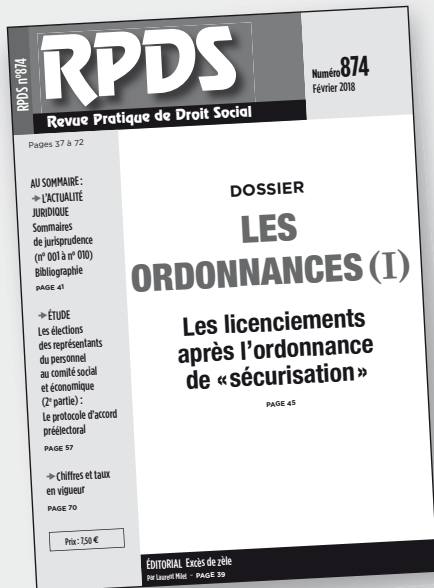 RPDS n°874
RPDS
Revue Pratique de Droit Social
Numéro 874
Février 2018
Pages 37 à 72
AU SOMMAIRE :
➔ L'ACTUALITÉ
JURIDIQUE
Sommaires
de jurisprudence
(n° 001 à n° 010)
Bibliographie
PAGE 41
➔ ÉTUDE
Les élections
des représentants
du personnel
au comité social
et économique
(2e partie) :
Le protocole d'accord
préélectoral
PAGE 57
➔ Chiffres et taux
en vigueur
PAGE 70
Prix : 7,50 €
DOSSIER
LES
ORDONNANCES (I)
Les licenciements
après l'ordonnance
de «sécurisation»
PAGE 45
ÉDITORIAL Excès de zèle
par Laurent Milet - PAGE 39